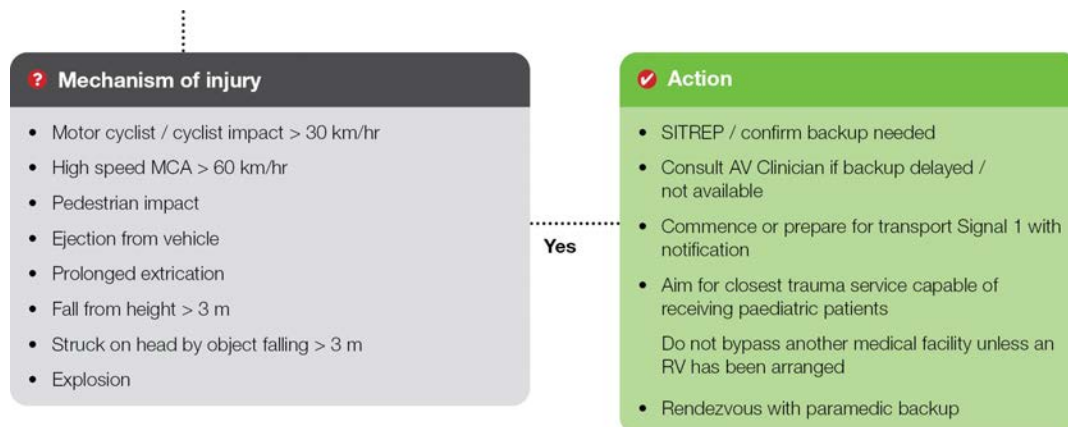 Mechanism of injury
• Motor cyclist / cyclist impact > 30 km/hr
• High speed MCA > 60 km/hr
• Pedestrian impact
• Ejection from vehicle
• Prolonged extrication
• Fall from height > 3 m
• Struck on head by object falling > 3 m
• Explosion
Yes
Action
• SITREP / confirm backup needed
• Consult AV Clinician if backup delayed /
not available
• Commence or prepare for transport Signal 1 with
notification
• Aim for closest trauma service capable of
receiving paediatric patients
Do not bypass another medical facility unless an
RV has been arranged
• Rendezvous with paramedic backup